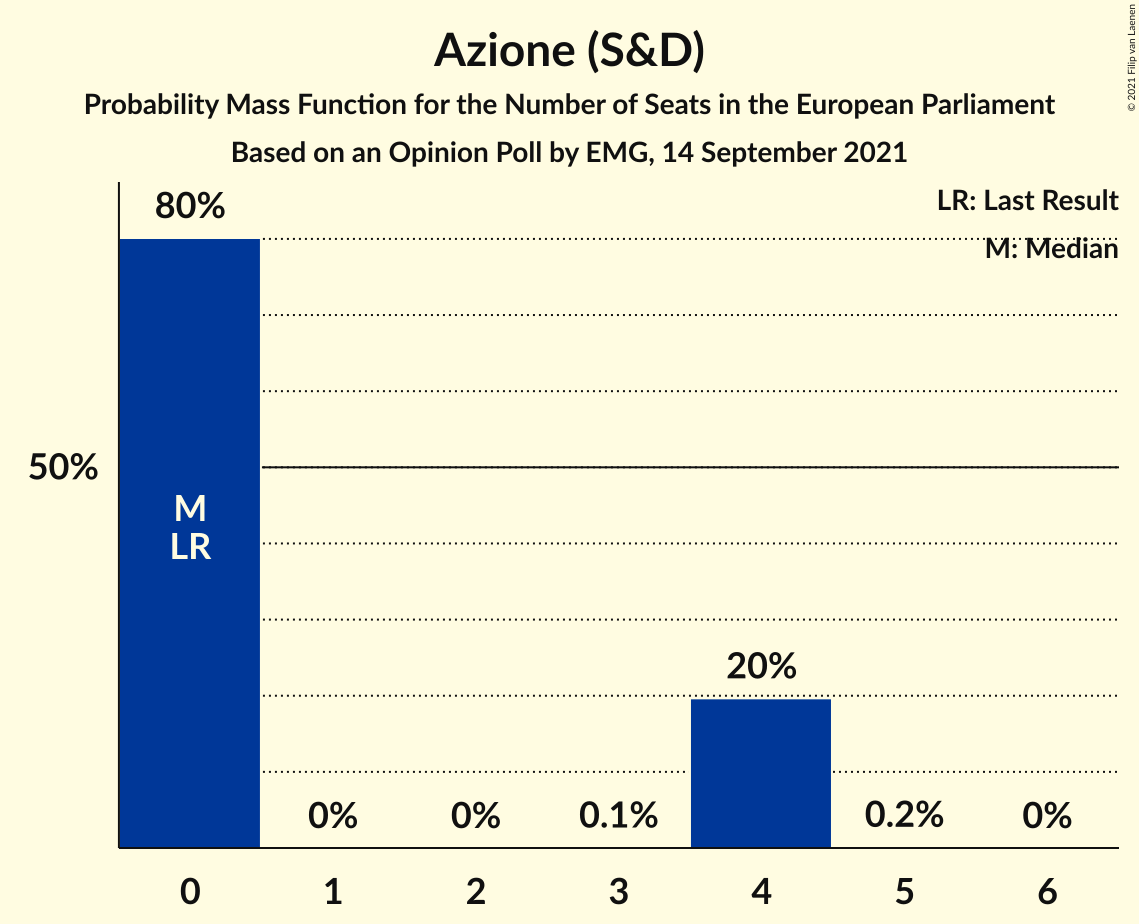 Azione (S&D)
Probability Mass Function for the Number of Seats in the European Parliament
Based on an Opinion Poll by EMG, 14 September 2021
© 2021 Filip van Laenen
LR: Last Result
M: Median
80%
50%
M
LR
20%
0%
0%
0.1%
0.2%
0%
0
1
2
3
4
5
6